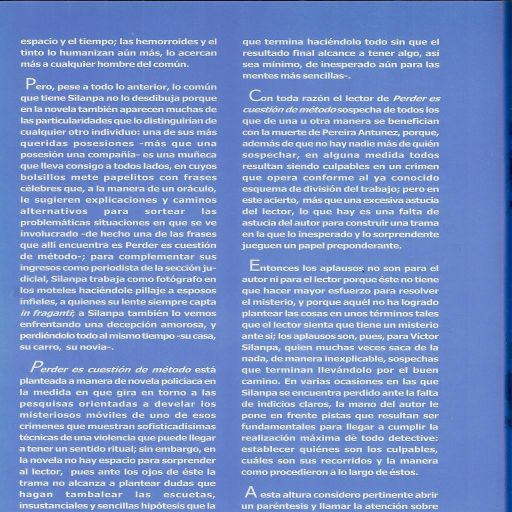 espacio y el tiempo; las hemorroides y el
tinto lo humanizan aún más, lo acercan
más a cualquier hombre del común.
Pero, pese a todo lo anterior, lo común
que tiene Silanpa no lo desdibuja porque
en la novela también aparecen muchas de
las particularidades que lo distinguirían de
cualquier otro individuo: una de sus más
queridas posesiones -más que una
posesión una compañia- es una muñeca
que lleva consigo a todos lados, en cuyos
bolsillos mete papelitos con frases
célebres que, a la manera de un oráculo,
le sugieren explicaciones y caminos
alternativos para sortear las
problemáticas situaciones en que se ve
involucrado -de hecho una de las frases
que allí encuentra es Perder es cuestión
de método-; para complementar sus
ingresos como periodista de la sección ju-
dicial, Silanpa trabaja como fotógrafo en
los moteles haciéndole pillaje a esposos
infieles, a quienes su lente siempre capta
in fraganti; a Silanpa también lo vemos
enfrentando una decepción amorosa, y
perdiéndolo todo al mismo tiempo -su casa,
su carro, su novia-.
Perder es cuestión de método está
planteada a manera de novela policíaca en
la medida en que gira en torno a las
pesquisas orientadas a develar los
misteriosos móviles de uno de esos
crímenes que muestran sofisticadísimas
técnicas de una violencia que puede llegar
a tener un sentido ritual; sin embargo, en
la novela no hay espacio para sorprender
al lector, pues ante los ojos de éste la
trama no alcanza a plantear dudas que
hagan tambalear las escuetas,
insustanciales y sencillas hipótesis que la
que termina haciéndolo todo sin que el
resultado final alcance a tener algo, así
sea mínimo, de inesperado aún para las
mentes más sencillas-.
Con toda razón el lector de Perder es
cuestión de método sospecha de todos los
que de una u otra manera se benefician
con la muerte de Pereira Antunez, porque,
además de que no hay nadie más de quién
sospechar, en alguna medida todos
resultan siendo culpables en un crimen
que opera conforme al ya conocido
esquema de división del trabajo; pero en
este acierto, más que una excesiva astucia
del lector, lo que hay es una falta de
astucia del autor para construir una trama
en la que lo inesperado y lo sorprendente
jueguen un papel preponderante.
Entonces los aplausos no son para el
autor ni para el lector porque éste no tiene
que hacer mayor esfuerzo para resolver
el misterio, y porque aquél no ha logrado
plantear las cosas en unos términos tales
que el lector sienta que tiene un misterio
ante sí; los aplausos son, pues, para Víctor
Silanpa, quien muchas veces saca de la
nada, de manera inexplicable, sospechas
que terminan llevándolo por el buen
camino. En varias ocasiones en las que
Silanpa se encuentra perdido ante la falta
de indicios claros, la mano del autor le
pone en frente pistas que resultan ser
fundamentales para llegar a cumplir la
realización máxima de todo detective:
establecer quiénes son los culpables,
cuáles son sus recorridos y la manera
como procedieron a lo largo de éstos.
A esta altura considero pertinente abrir
un paréntesis y llamar la atención sobre